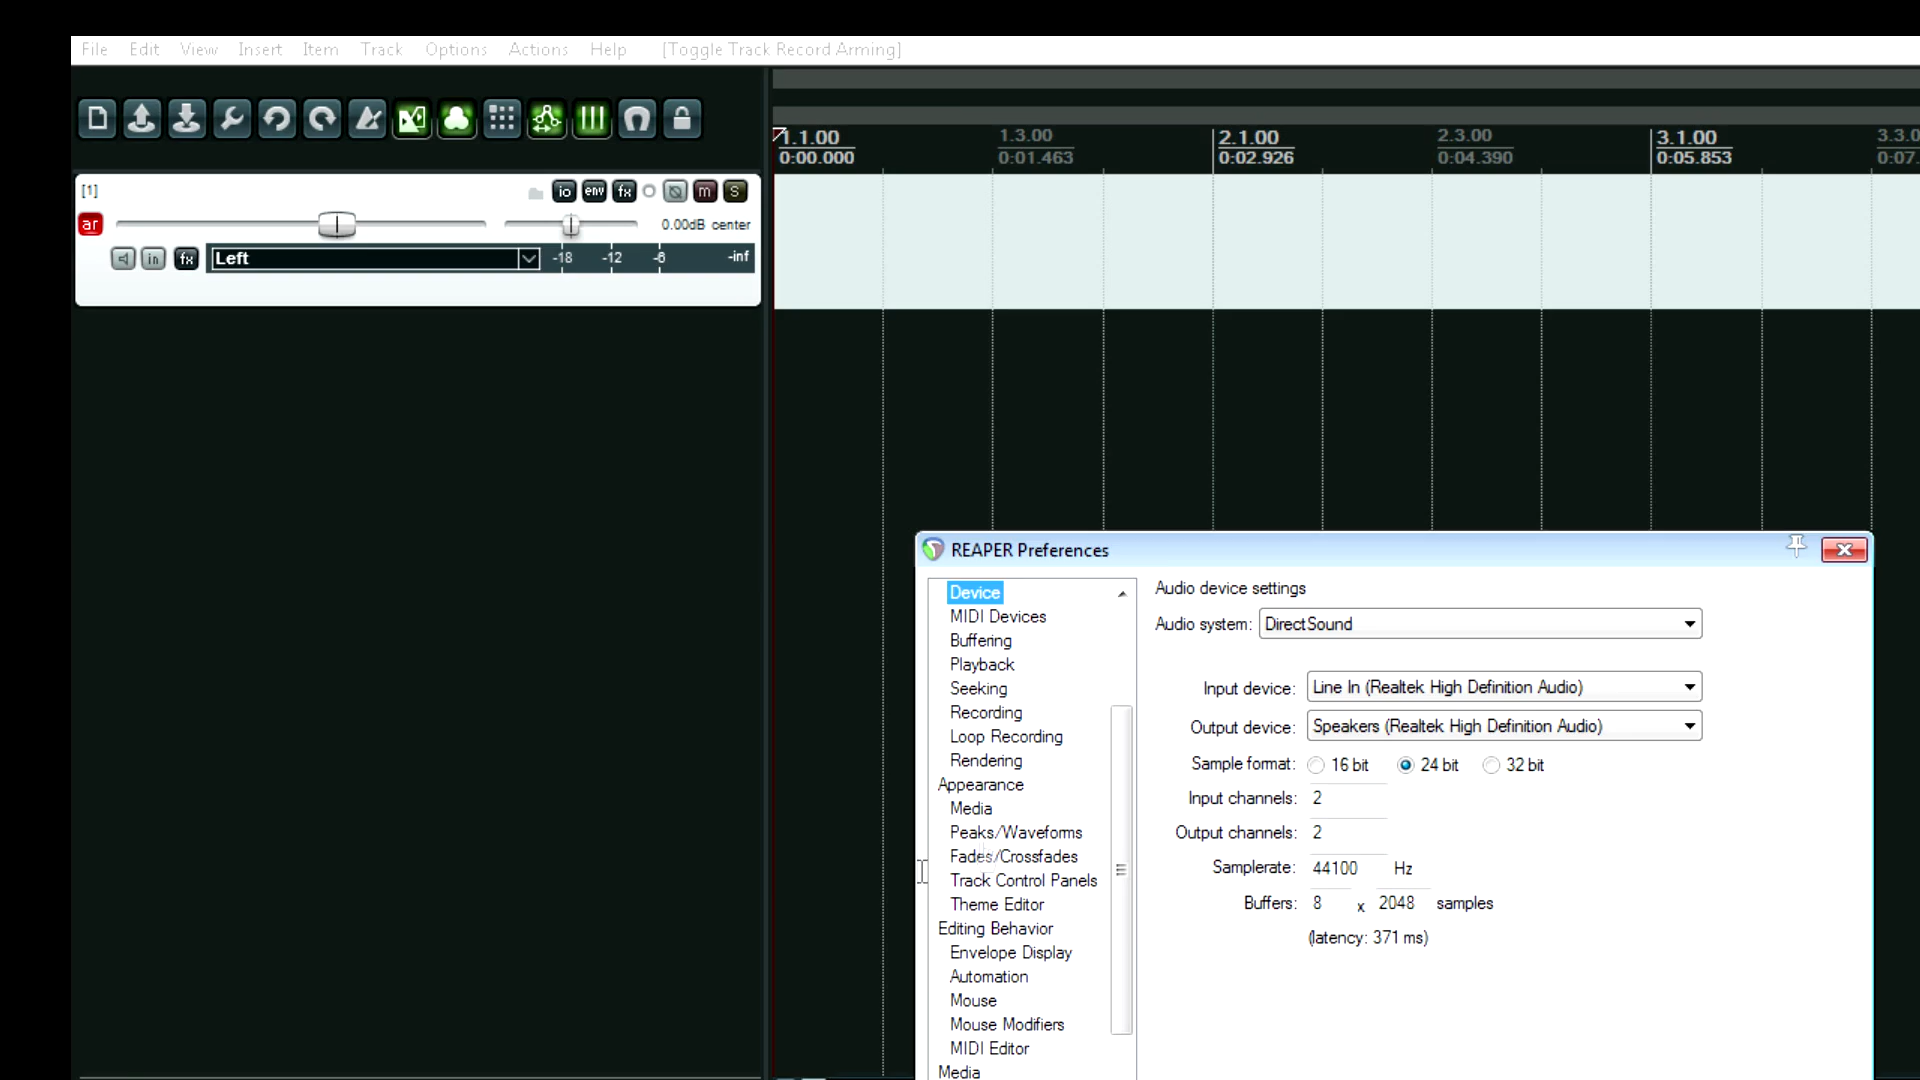 File Edit View Insert Item Track Options Actions Help [Toggle Track Record Arming]
1.1.00 1.3.00 2.1.00 2.3.00 3.1.00 3.3.0
0:00.000 0:01.463 0:02.926 0:04.390 0:05.853 0:07.
[1] io env fx m S
ar 0.00dB center
in fx Left -18 -12 -6 -inf
REAPER Preferences
Device
MIDI Devices
Buffering
Playback
Seeking
Recording
Loop Recording
Rendering
Appearance
Media
Peaks/Waveforms
Fades/Crossfades
Track Control Panels
Theme Editor
Editing Behavior
Envelope Display
Automation
Mouse
Mouse Modifiers
MIDI Editor
Media
Audio device settings
Audio system: DirectSound
Input device: Line In (Realtek High Definition Audio)
Output device: Speakers (Realtek High Definition Audio)
Sample format: 16 bit 24 bit 32 bit
Input channels: 2
Output channels: 2
Samplerate: 44100 Hz
Buffers: 8 x 2048 samples
(latency: 371 ms)